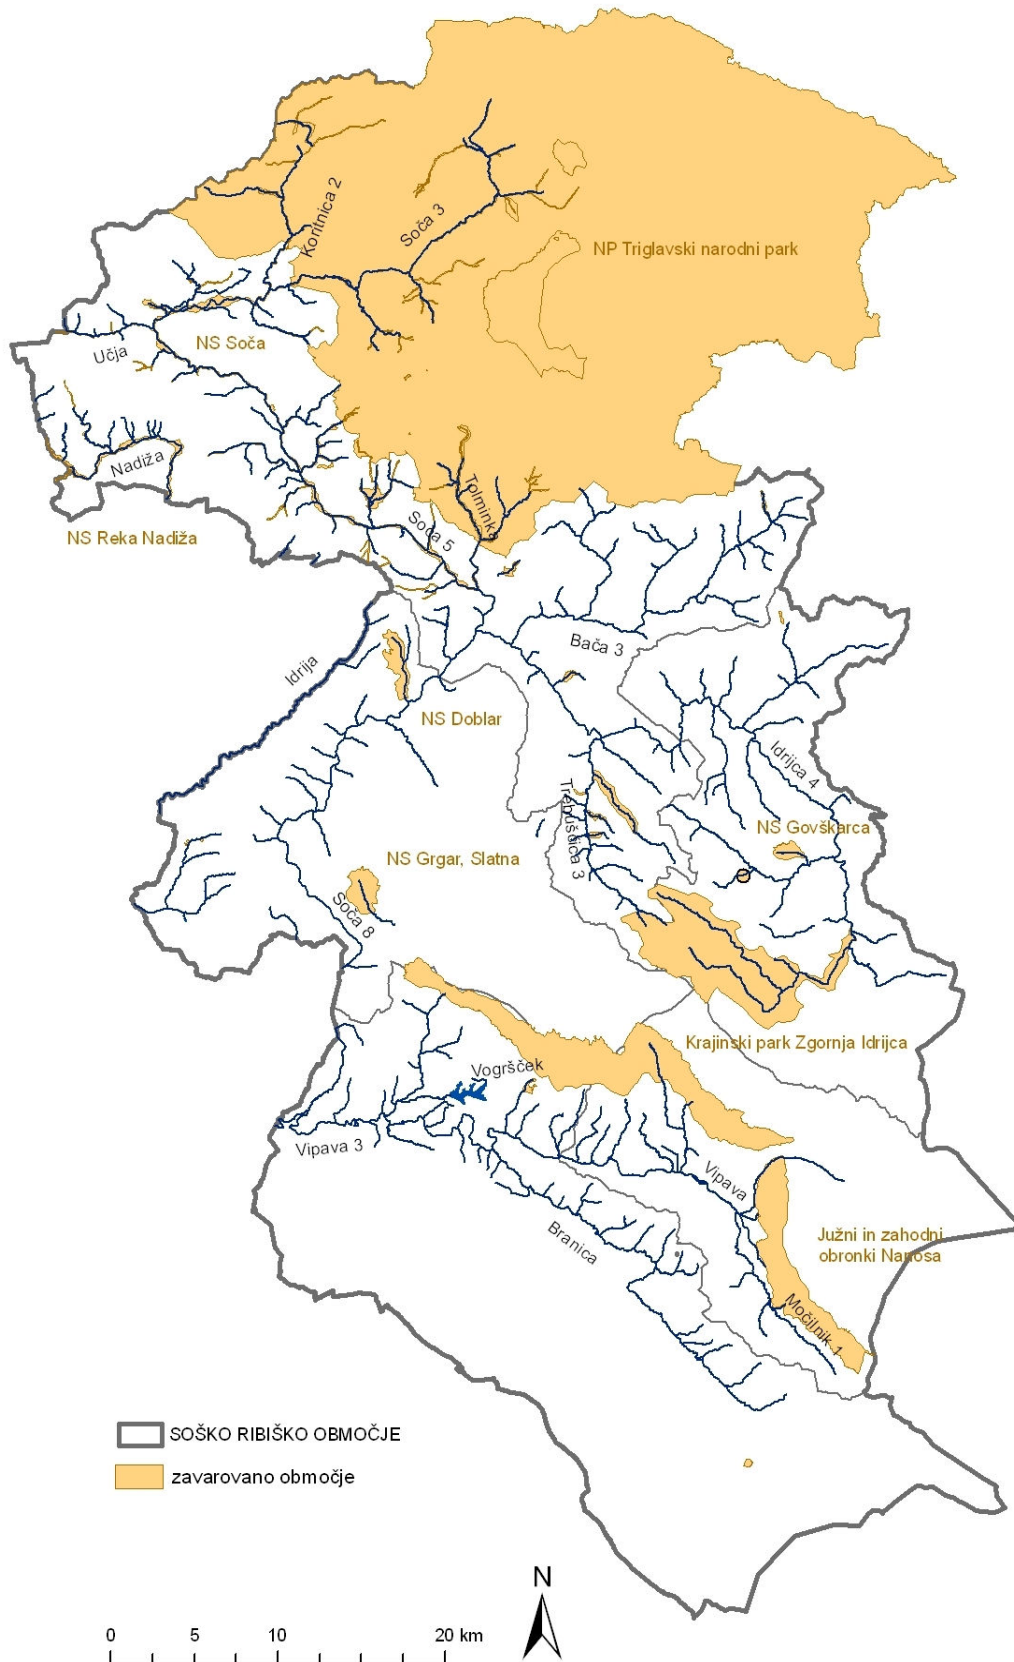 Koritnica 2
Soča 3
NP Triglavski narodni park
Učja
NS Soča
Nadiža
Tolminka
NS Reka Nadiža
Soča 5
Bača 3
Idrija
NS Doblar
Idrijca 4
Trebuščica 3
NS Govškarca
NS Grgar, Slatna
Soča 8
Krajinski park Zgornja Idrijca
Vogršček
Vipava 3
Vipava
Branica
Južni in zahodni
obronki Nanosa
Močilnik 1
SOŠKO RIBIŠKO OBMOČJE
zavarovano območje
N
0 5 10 20 km